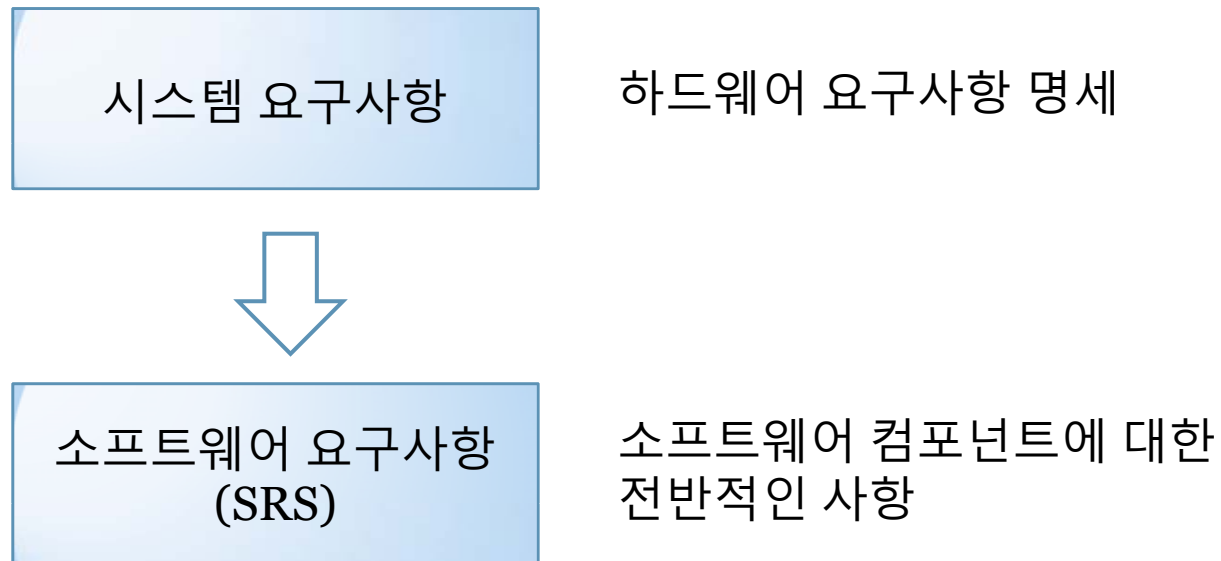 시스템 요구사항
하드웨어 요구사항 명세
소프트웨어 요구사항
(SRS)
소프트웨어 컴포넌트에 대한
전반적인 사항